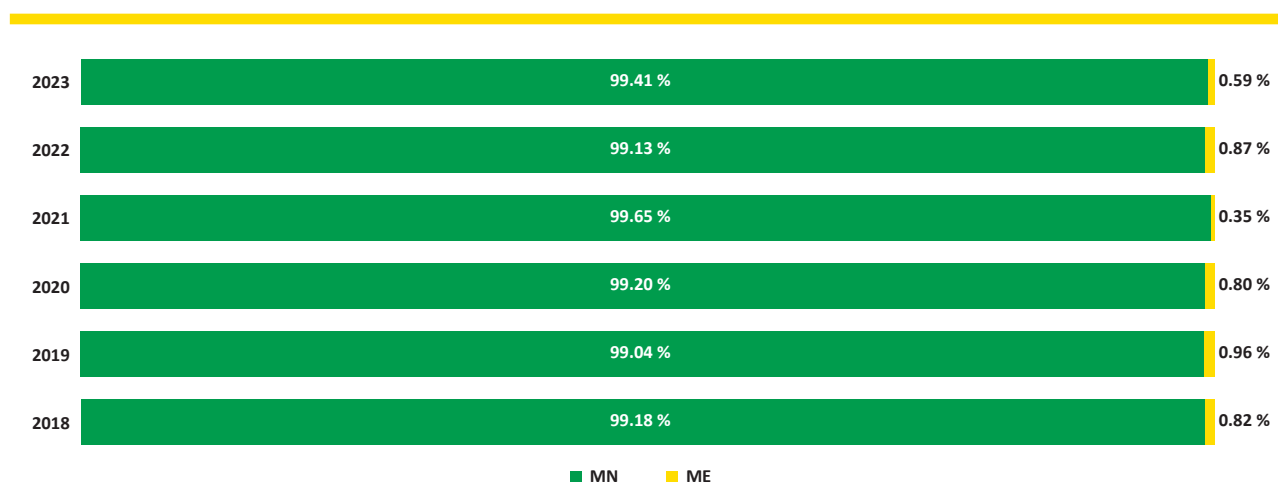 2023 99.41 % 0.59 %
2022 99.13 % 0.87 %
2021 99.65 % 0.35 %
2020 99.20 % 0.80 %
2019 99.04 % 0.96 %
2018 99.18 % 0.82 %
MN ME